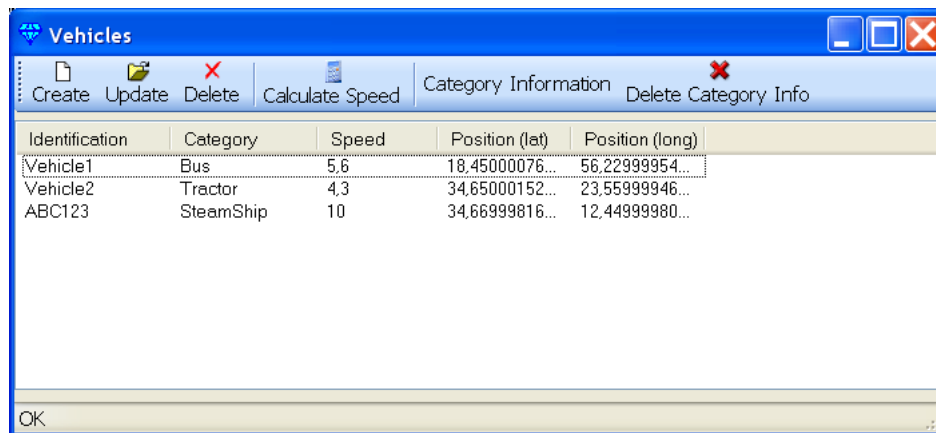 Vehicles
Create Update Delete Calculate Speed Category Information Delete Category Info
Identification Category Speed Position (lat) Position (long)
Vehicle1 Bus 5,6 18,45000076... 56,22999954...
Vehicle2 Tractor 4,3 34,65000152... 23,55999946...
ABC123 SteamShip 10 34,66999816... 12,44999980...
OK